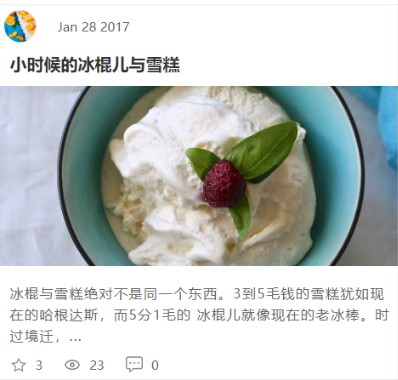 Jan 28 2017
小时候的冰棍儿与雪糕
冰棍与雪糕绝对不是同一个东西。3到5毛钱的雪糕犹如现
在的哈根达斯，而5分1毛的 冰棍儿就像现在的老冰棒。时
过境迁，...
3 23 0